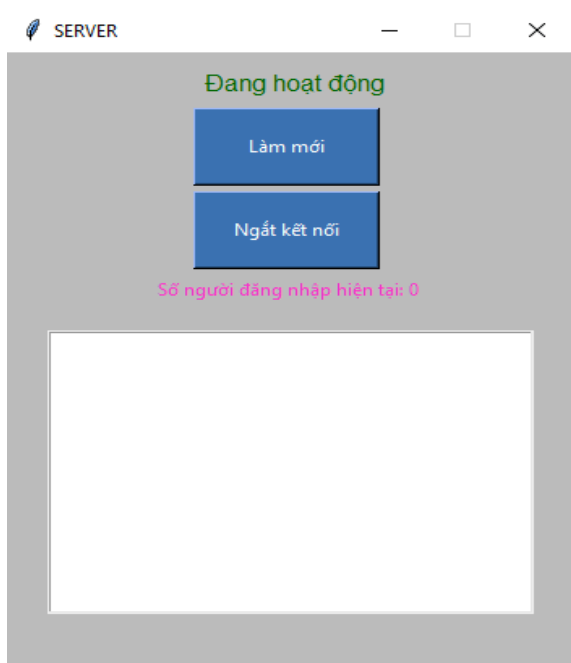 SERVER
Đang hoạt động
Làm mới
Ngắt kết nối
Số người đăng nhập hiện tại: 0